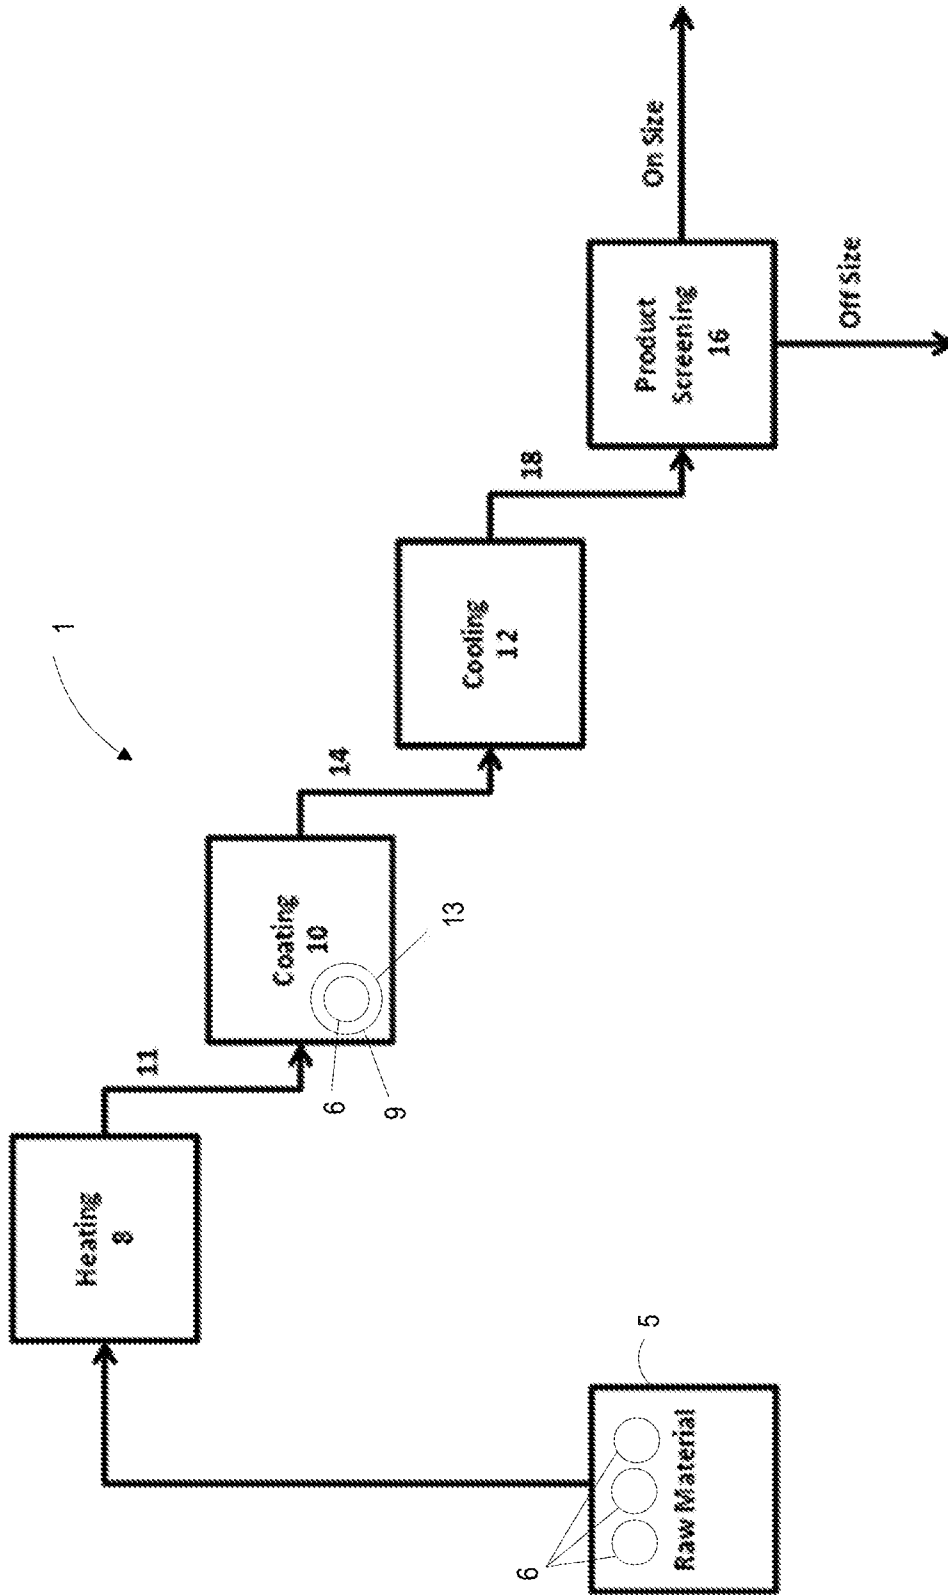 1
Raw Material
5
6
Heating
8
11
Coating
10
6
9
13
14
Cooling
12
18
Product
Screening
16
On Size
Off Size